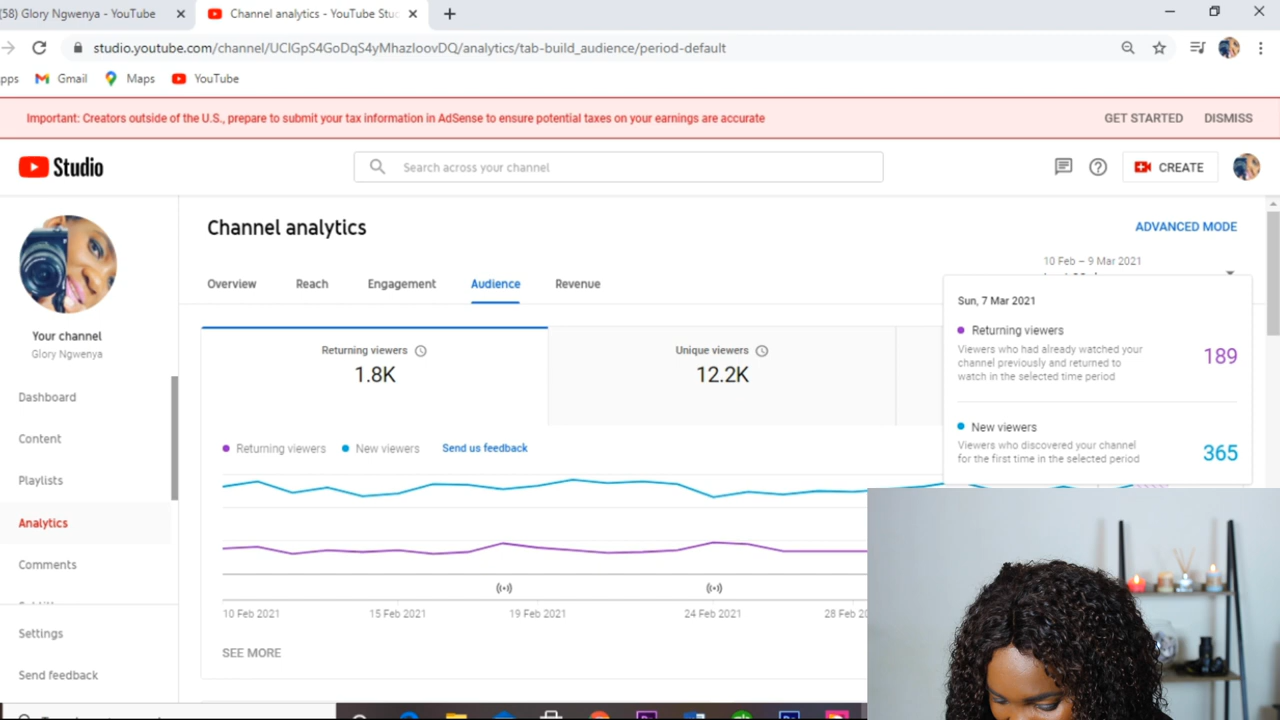 (58) Glory Ngwenya - YouTube
Channel analytics - YouTube Stu
studio.youtube.com/channel/UCIGpS4GoDqS4yMhazIoovDQ/analytics/tab-build_audience/period-default
pps Gmail Maps YouTube
Important: Creators outside of the U.S., prepare to submit your tax information in AdSense to ensure potential taxes on your earnings are accurate
GET STARTED DISMISS
Studio
Search across your channel
CREATE
Channel analytics
ADVANCED MODE
10 Feb – 9 Mar 2021
Overview Reach Engagement Audience Revenue
Sun, 7 Mar 2021
Returning viewers
Viewers who had already watched your
channel previously and returned to
watch in the selected time period
189
New viewers
Viewers who discovered your channel
for the first time in the selected period
365
Your channel
Glory Ngwenya
Dashboard
Content
Playlists
Analytics
Comments
Settings
Send feedback
Returning viewers
1.8K
Unique viewers
12.2K
Returning viewers New viewers Send us feedback
10 Feb 2021 15 Feb 2021 19 Feb 2021 24 Feb 2021 28 Feb 20
SEE MORE